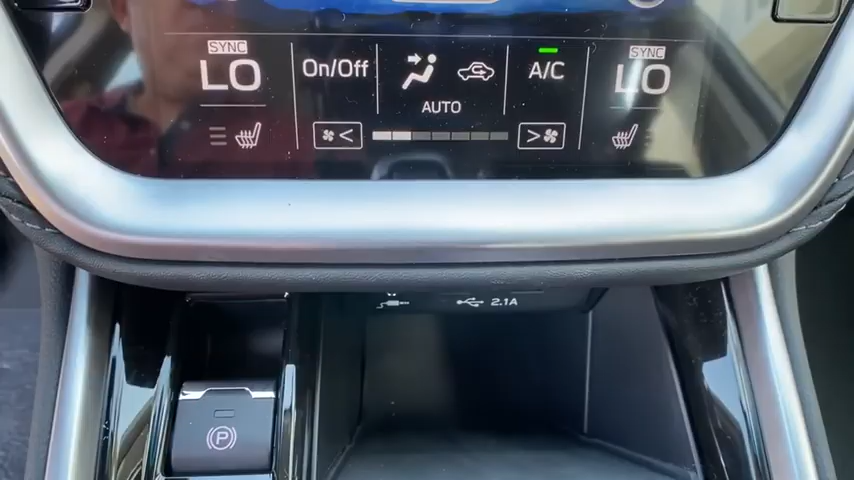 SYNC
LO
On/Off
AUTO
A/C
SYNC
LO
<
>
2.1A
P